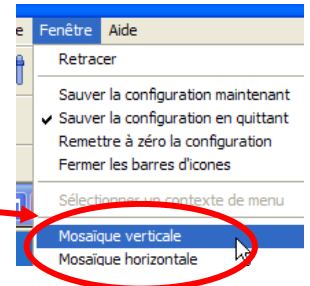 e Fenêtre Aide
Retracer
Sauver la configuration maintenant
Sauver la configuration en quittant
Remettre à zéro la configuration
Fermer les barres d'icones
Sélectionner un contexte de menu
Mosaïque verticale
Mosaïque horizontale